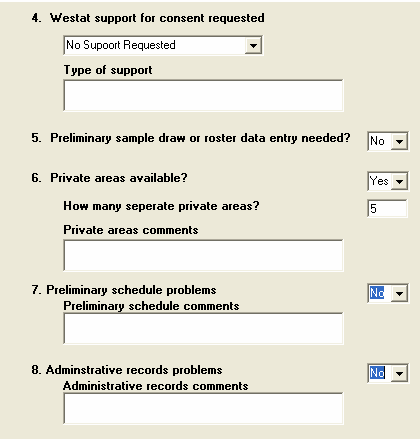 4. Westat support for consent requested
No Supoort Requested
Type of support
5. Preliminary sample draw or roster data entry needed? No
6. Private areas available? Yes
How many seperate private areas? 5
Private areas comments
7. Preliminary schedule problems No
Preliminary schedule comments
8. Adminstrative records problems No
Administrative records comments